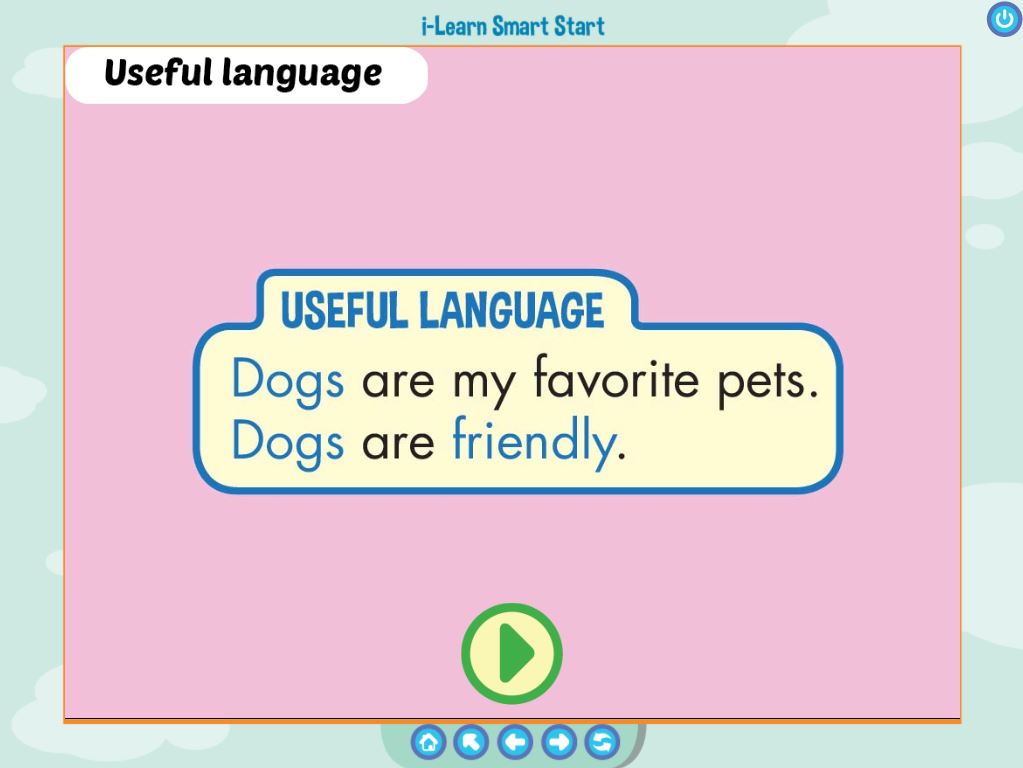 i-Learn Smart Start
Useful language
USEFUL LANGUAGE
Dogs are my favorite pets.
Dogs are friendly.